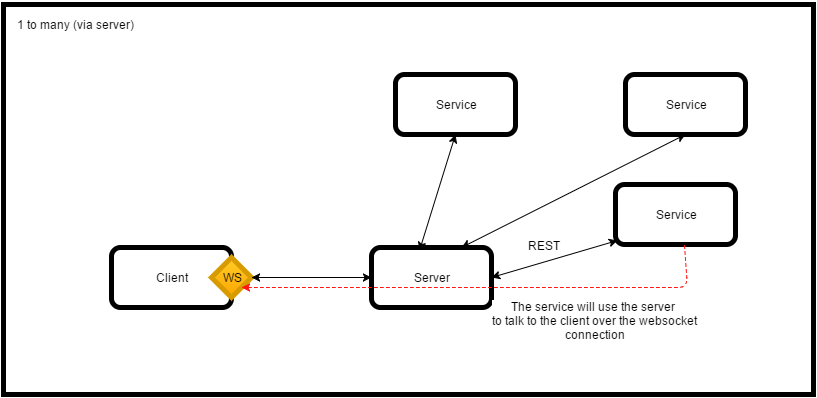 1 to many (via server)
Service
Service
Service
REST
Client
WS
Server
The service will use the server
to talk to the client over the websocket
connection